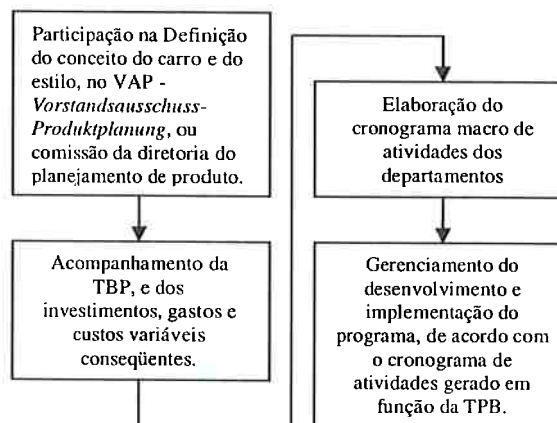 Participação na Definição
do conceito do carro e do
estilo, no VAP -
Vorstandsausschuss-
Produktplanung, ou
comissão da diretoria do
planejamento de produto.
Acompanhamento da
TBP, e dos
investimentos, gastos e
custos variáveis
conseqüentes.
Elaboração do
cronograma macro de
atividades dos
departamentos
Gerenciamento do
desenvolvimento e
implementação do
programa, de acordo com
o cronograma de
atividades gerado em
função da TPB.